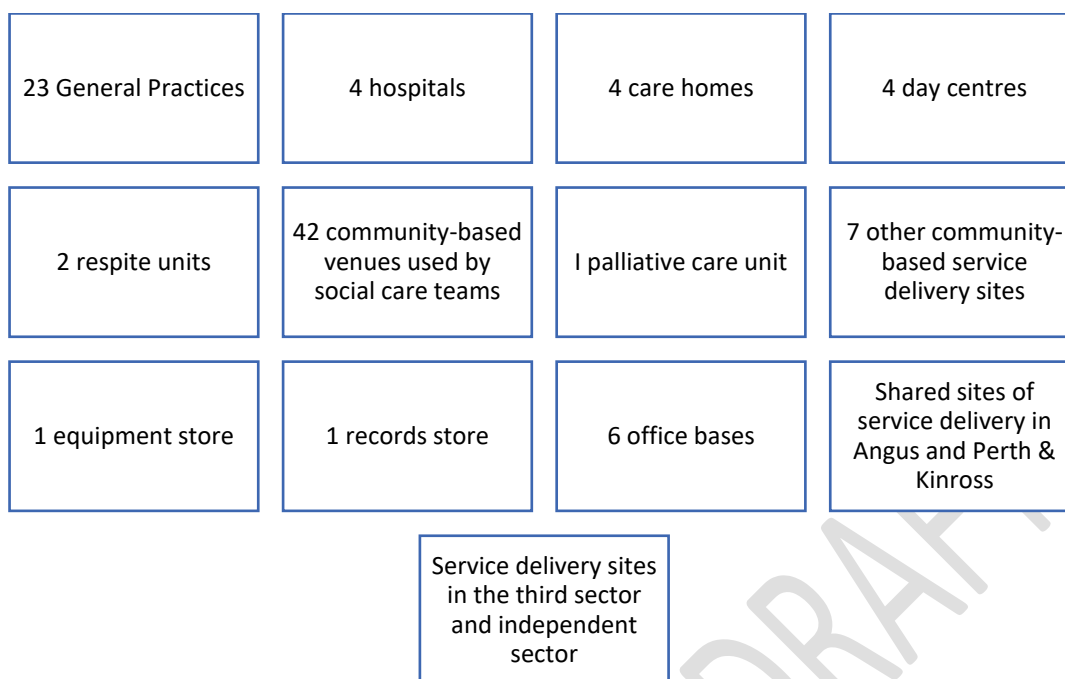 23 General Practices
4 hospitals
4 care homes
4 day centres
2 respite units
42 community-based
venues used by
social care teams
I palliative care unit
7 other community-
based service
delivery sites
1 equipment store
1 records store
6 office bases
Shared sites of
service delivery in
Angus and Perth &
Kinross
Service delivery sites
in the third sector
and independent
sector
DRAFT